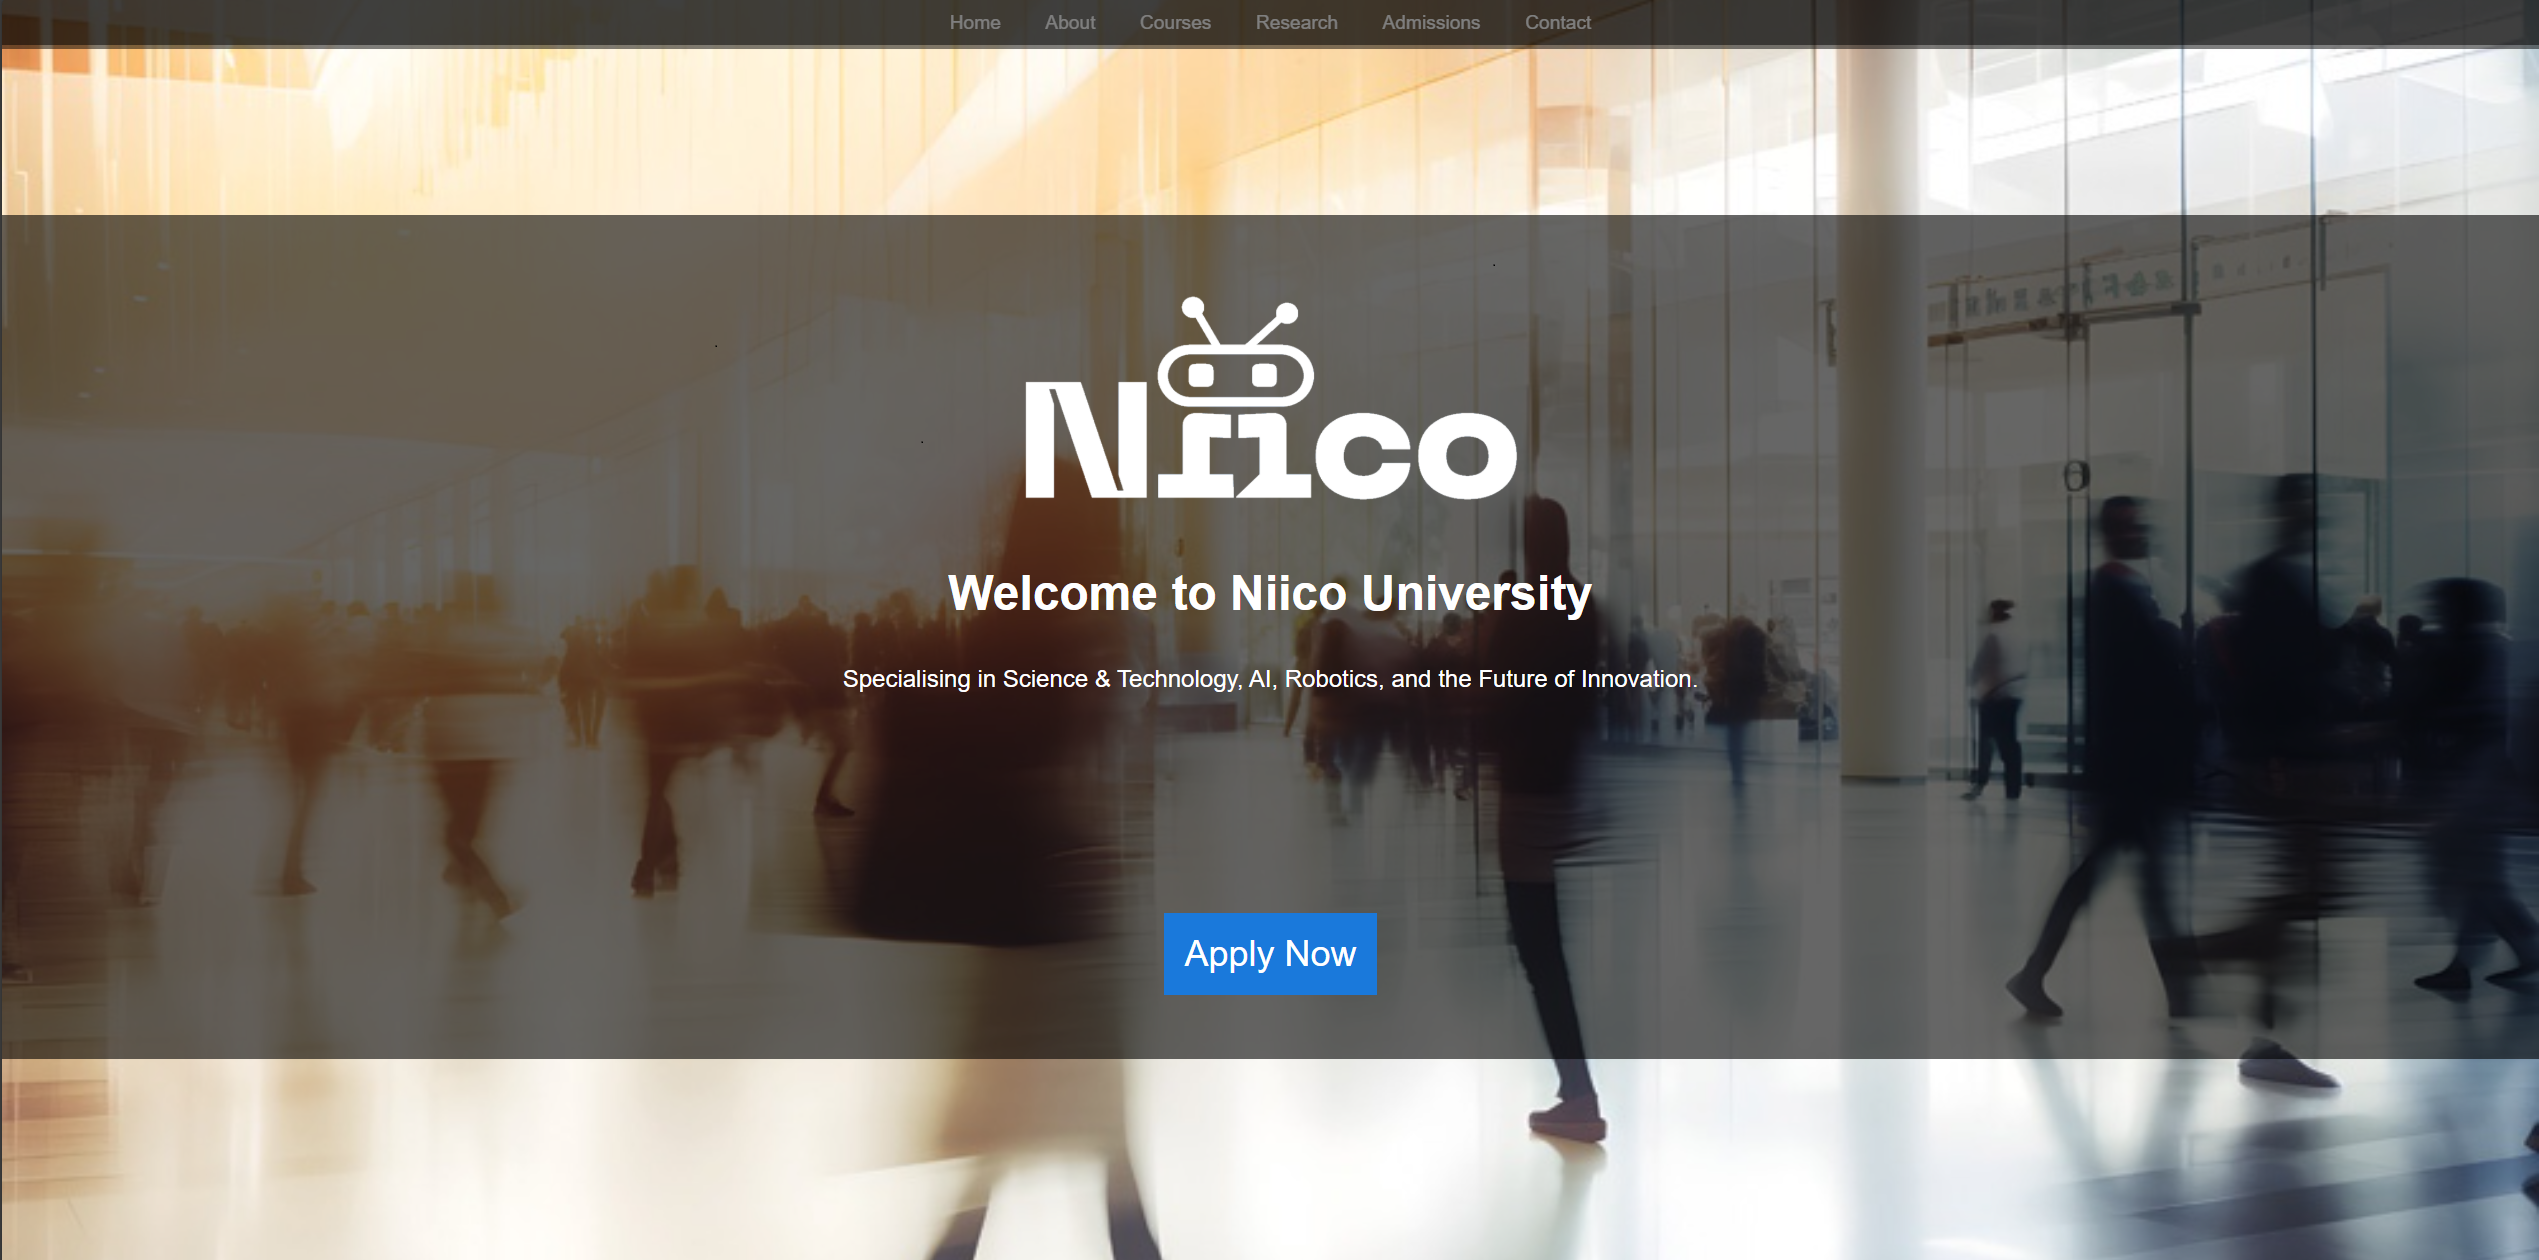 Home About Courses Research Admissions Contact
Niico
Welcome to Niico University
Specialising in Science & Technology, AI, Robotics, and the Future of Innovation.
Apply Now